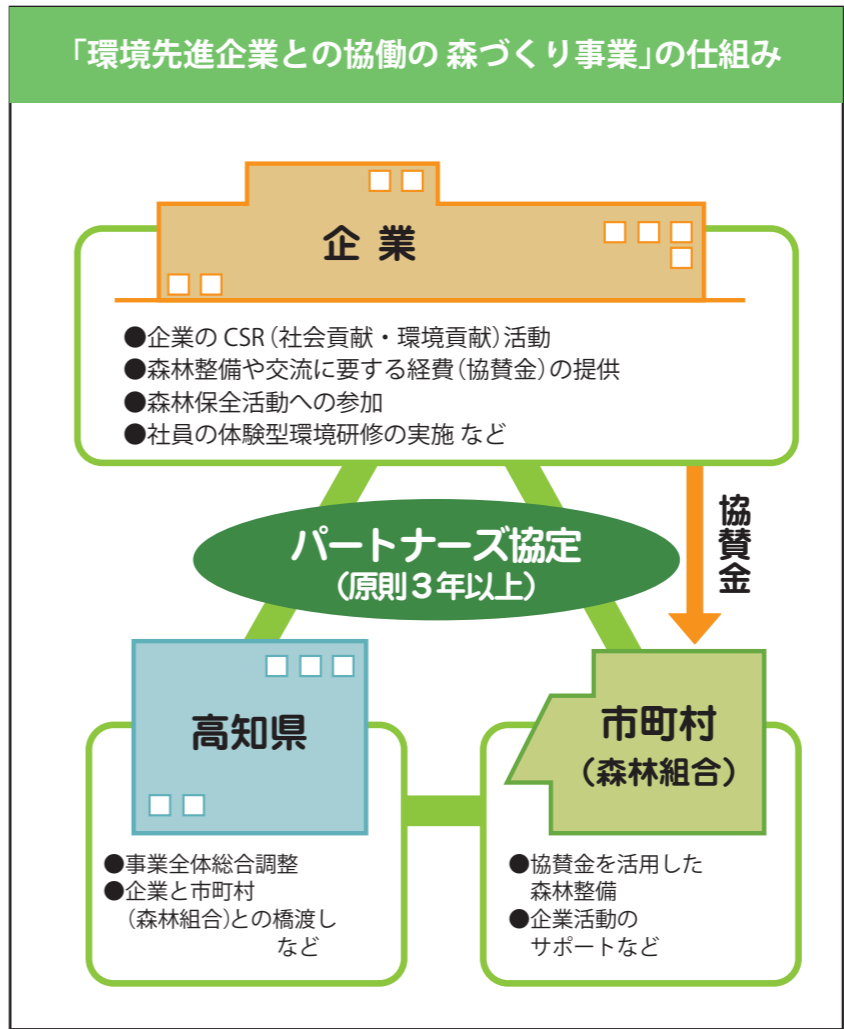 「環境先進企業との協働の 森づくり事業」の仕組み
企 業
●企業の CSR（社会貢献・環境貢献）活動
●森林整備や交流に要する経費（協賛金）の提供
●森林保全活動への参加
●社員の体験型環境研修の実施 など
パートナーズ協定
（原則３年以上）
協賛金
高知県
●事業全体総合調整
●企業と市町村
（森林組合）との橋渡し
など
市町村
（森林組合）
●協賛金を活用した
森林整備
●企業活動の
サポートなど